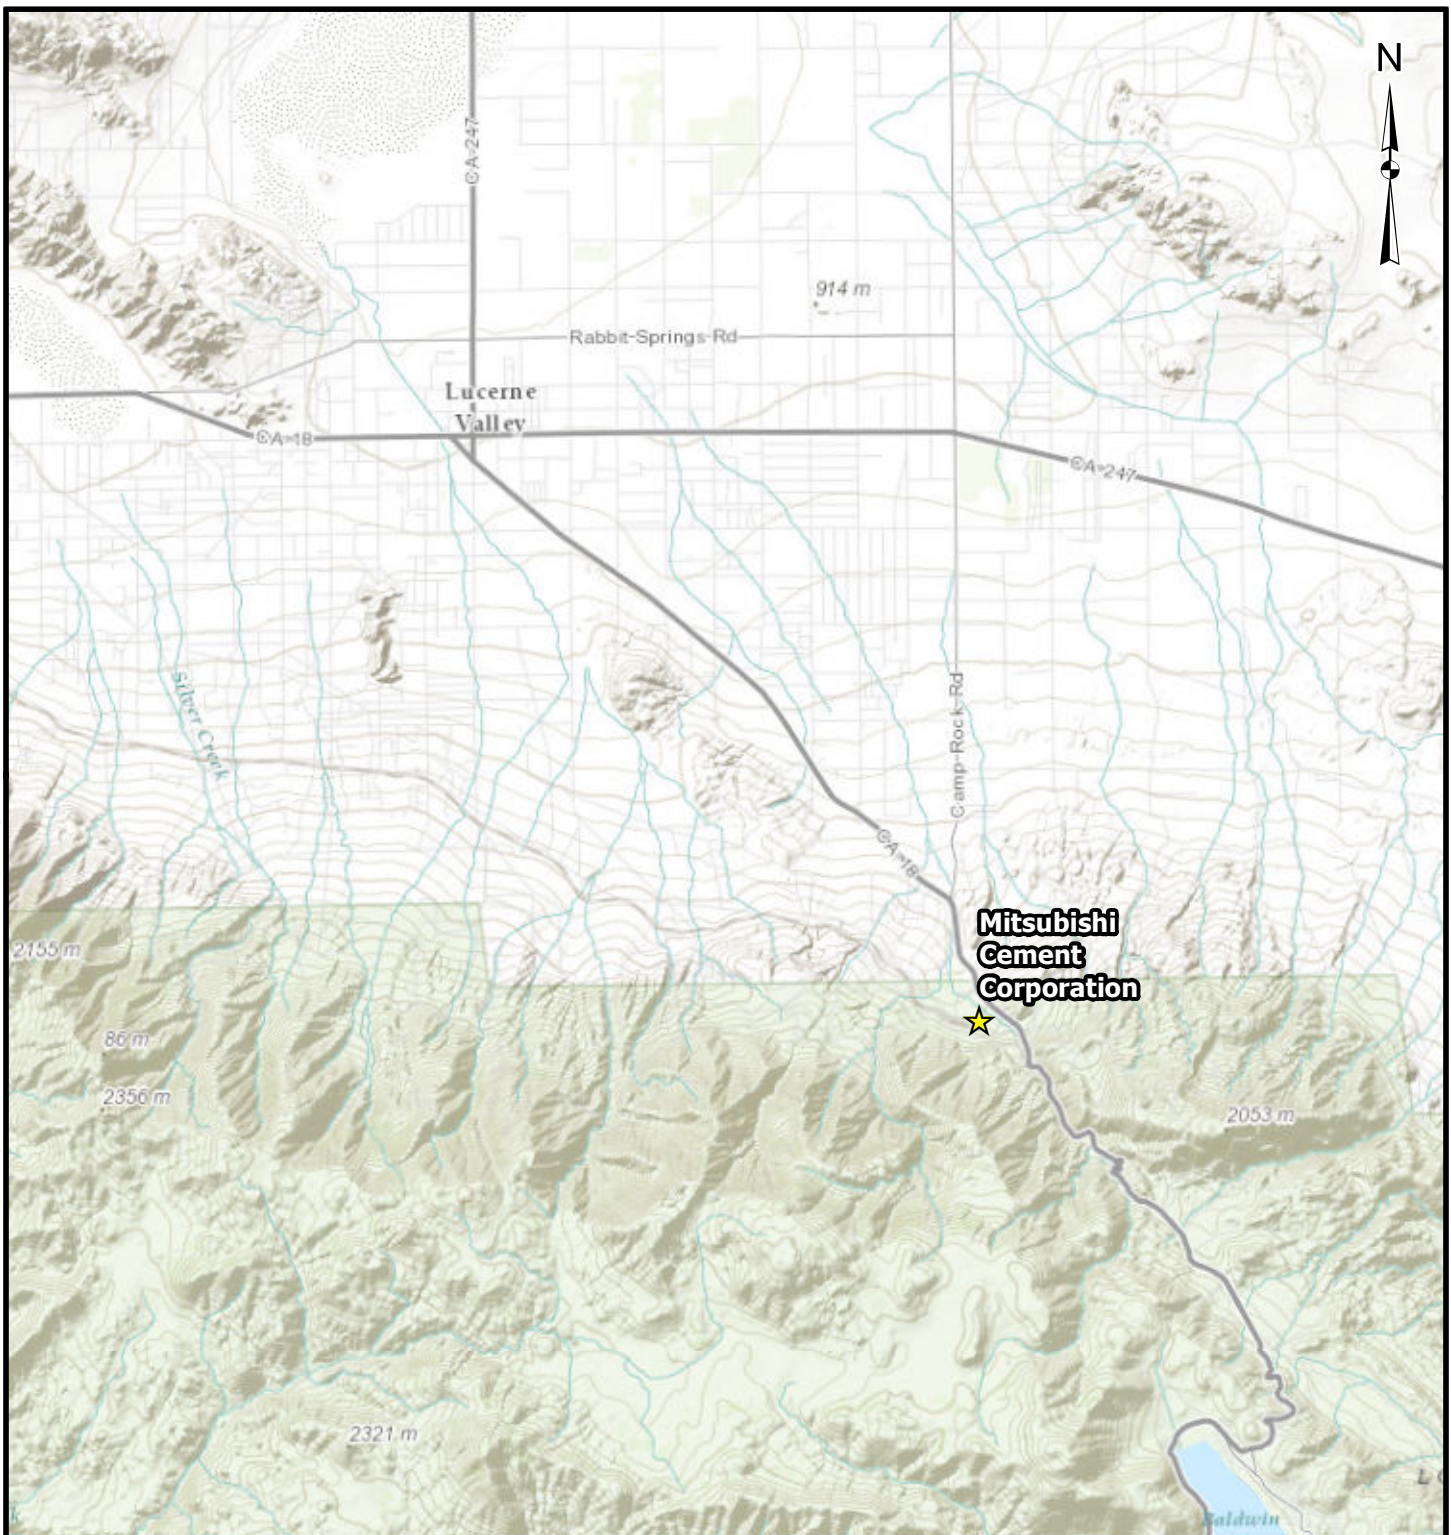 N
CA-247
914 m
Rabbit-Springs-Rd
Lucerne
Valley
CA-18
CA-247
Silver Creek
Camp-Rock-Rd
CA-18
Mitsubishi
Cement
Corporation
2155 m
86 m
2356 m
2053 m
2321 m
Baldwin